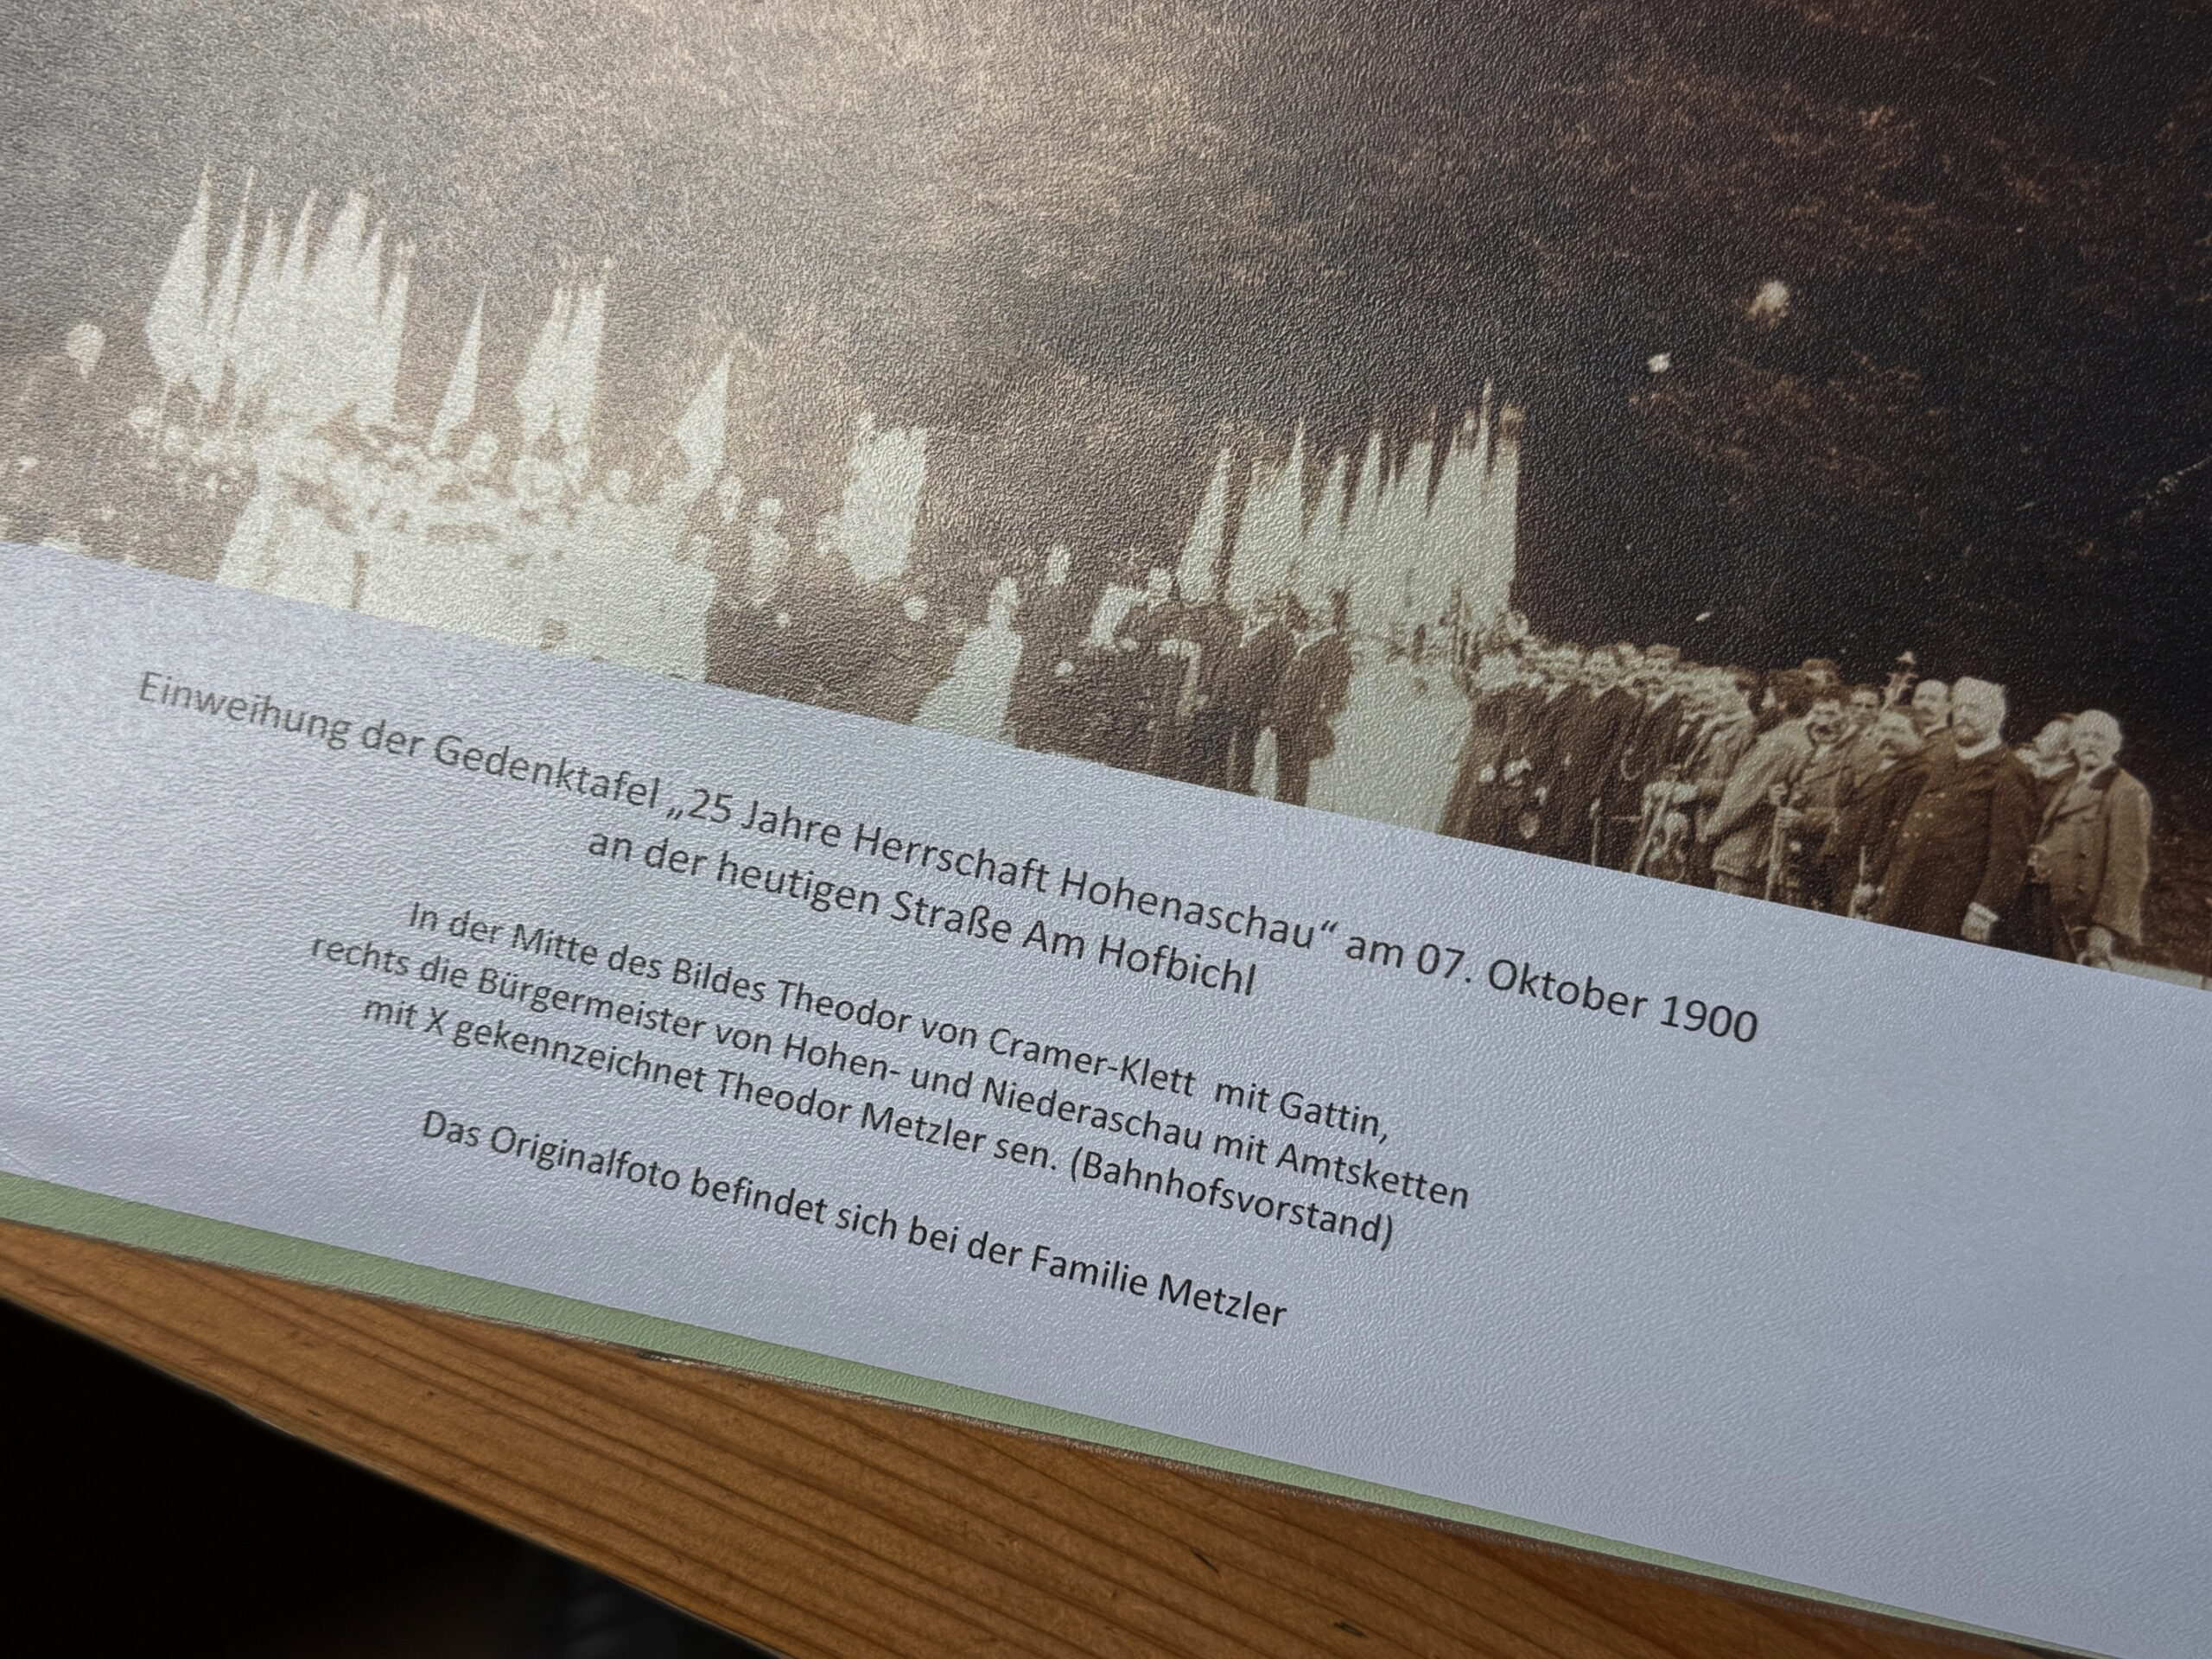 Einweihung der Gedenktafel „25 Jahre Herrschaft Hohenaschau“ am 07. Oktober 1900
an der heutigen Straße Am Hofbichl
In der Mitte des Bildes Theodor von Cramer-Klett mit Gattin,
rechts die Bürgermeister von Hohen- und Niederaschau mit Amtsketten
mit X gekennzeichnet Theodor Metzler sen. (Bahnhofsvorstand)
Das Originalfoto befindet sich bei der Familie Metzler